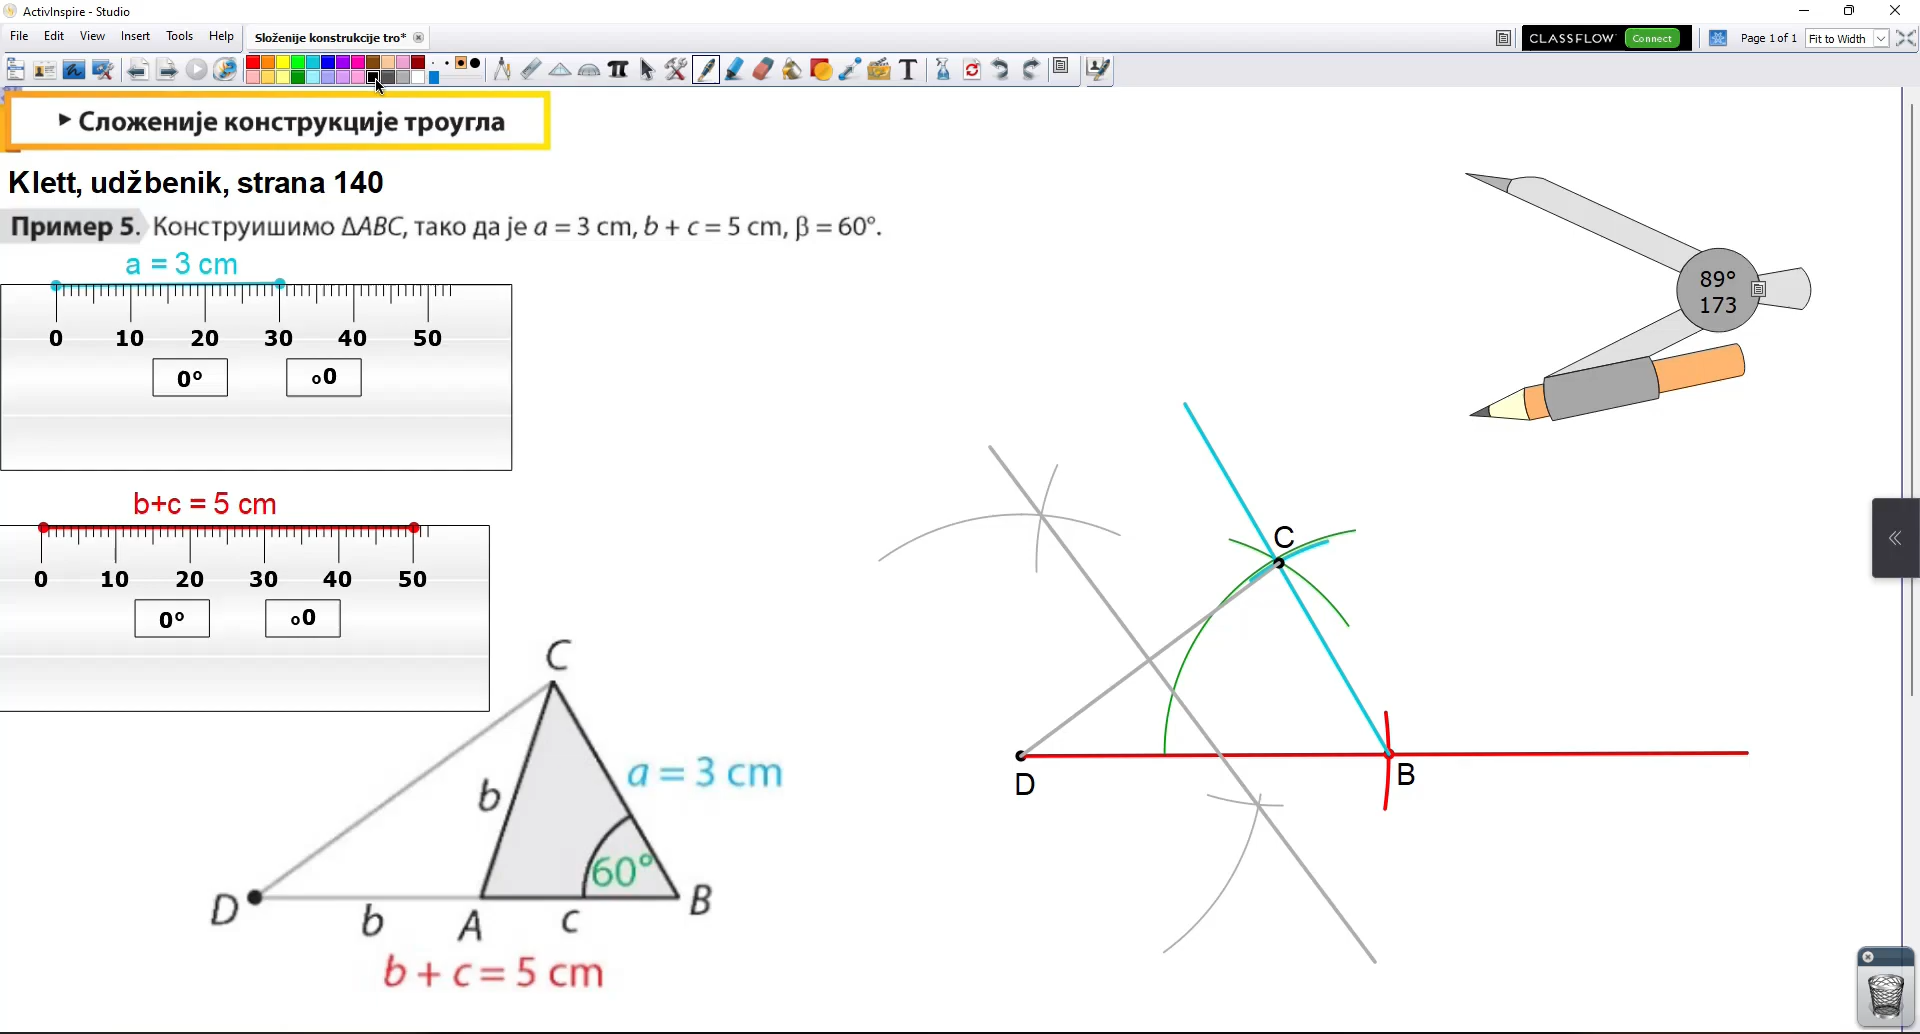 ActivInspire - Studio
File Edit View Insert Tools Help
Složenije konstrukcije tro*
CLASSFLOW Connect
Page 1 of 1 Fit to Width
▸ Сложеније конструкције троугла
Klett, udžbenik, strana 140
Пример 5. Конструишимо ΔABC, тако да је a = 3 cm, b + c = 5 cm, β = 60°.
a = 3 cm
0 10 20 30 40 50
0° 0°
b+c = 5 cm
0 10 20 30 40 50
0° 0°
89°
173
C
D
B
C
b
a = 3 cm
60°
D
b
A
c
B
b + c = 5 cm